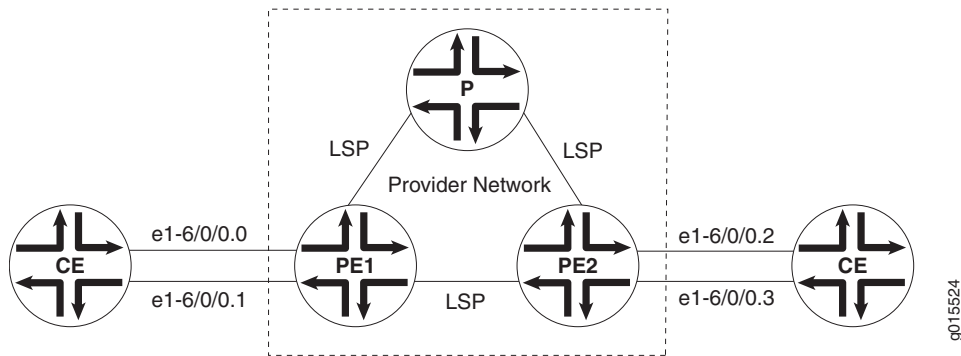 P
LSP
LSP
Provider Network
e1-6/0/0.0
e1-6/0/0.2
CE
PE1
PE2
CE
e1-6/0/0.1
LSP
e1-6/0/0.3
g015524